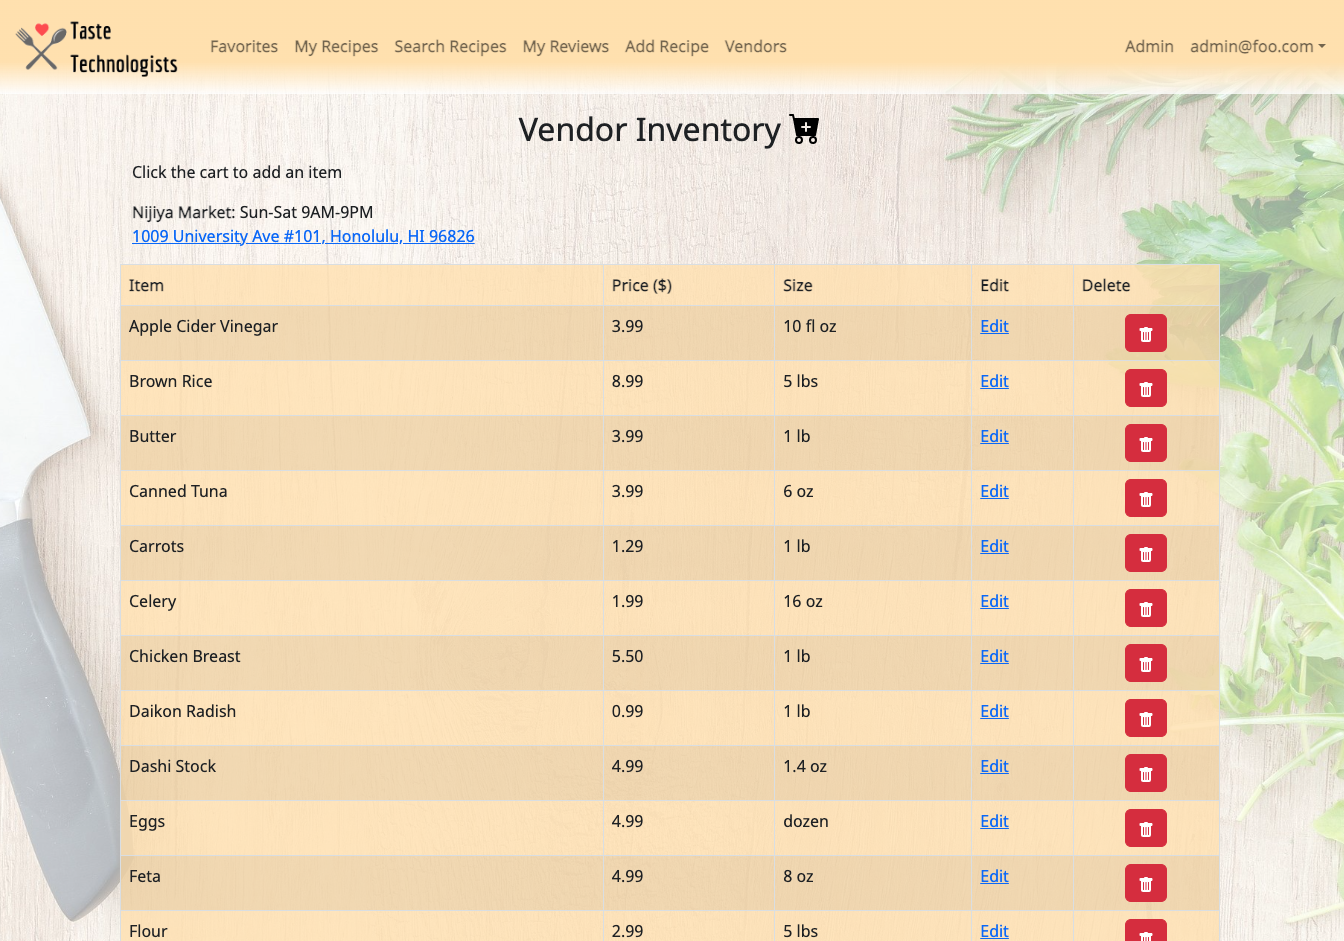 Taste
Technologists
Favorites My Recipes Search Recipes My Reviews Add Recipe Vendors Admin admin@foo.com
Vendor Inventory
Click the cart to add an item
Nijiya Market: Sun-Sat 9AM-9PM
1009 University Ave #101, Honolulu, HI 96826
Item Price ($) Size Edit Delete
Apple Cider Vinegar 3.99 10 fl oz Edit
Brown Rice 8.99 5 lbs Edit
Butter 3.99 1 lb Edit
Canned Tuna 3.99 6 oz Edit
Carrots 1.29 1 lb Edit
Celery 1.99 16 oz Edit
Chicken Breast 5.50 1 lb Edit
Daikon Radish 0.99 1 lb Edit
Dashi Stock 4.99 1.4 oz Edit
Eggs 4.99 dozen Edit
Feta 4.99 8 oz Edit
Flour 2.99 5 lbs Edit